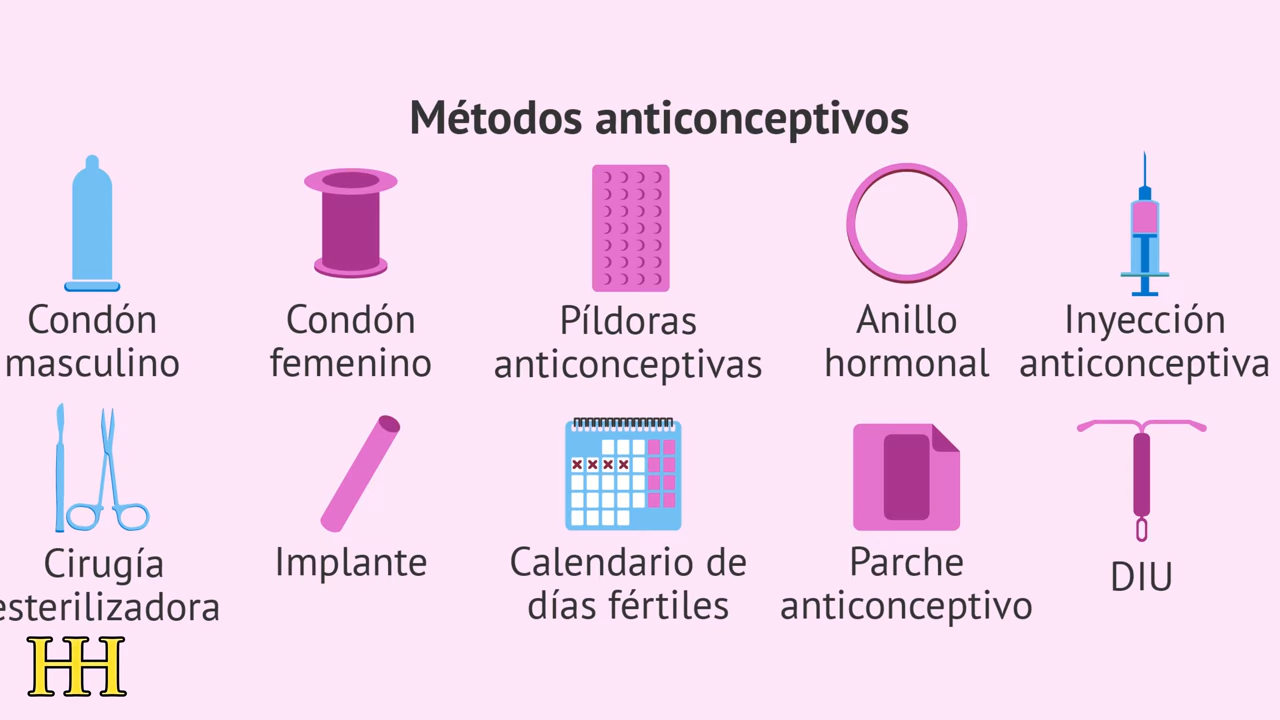 Métodos anticonceptivos
Condón
masculino
Condón
femenino
Píldoras
anticonceptivas
Anillo
hormonal
Inyección
anticonceptiva
Cirugía
esterilizadora
Implante
Calendario de
días fértiles
Parche
anticonceptivo
DIU
HH